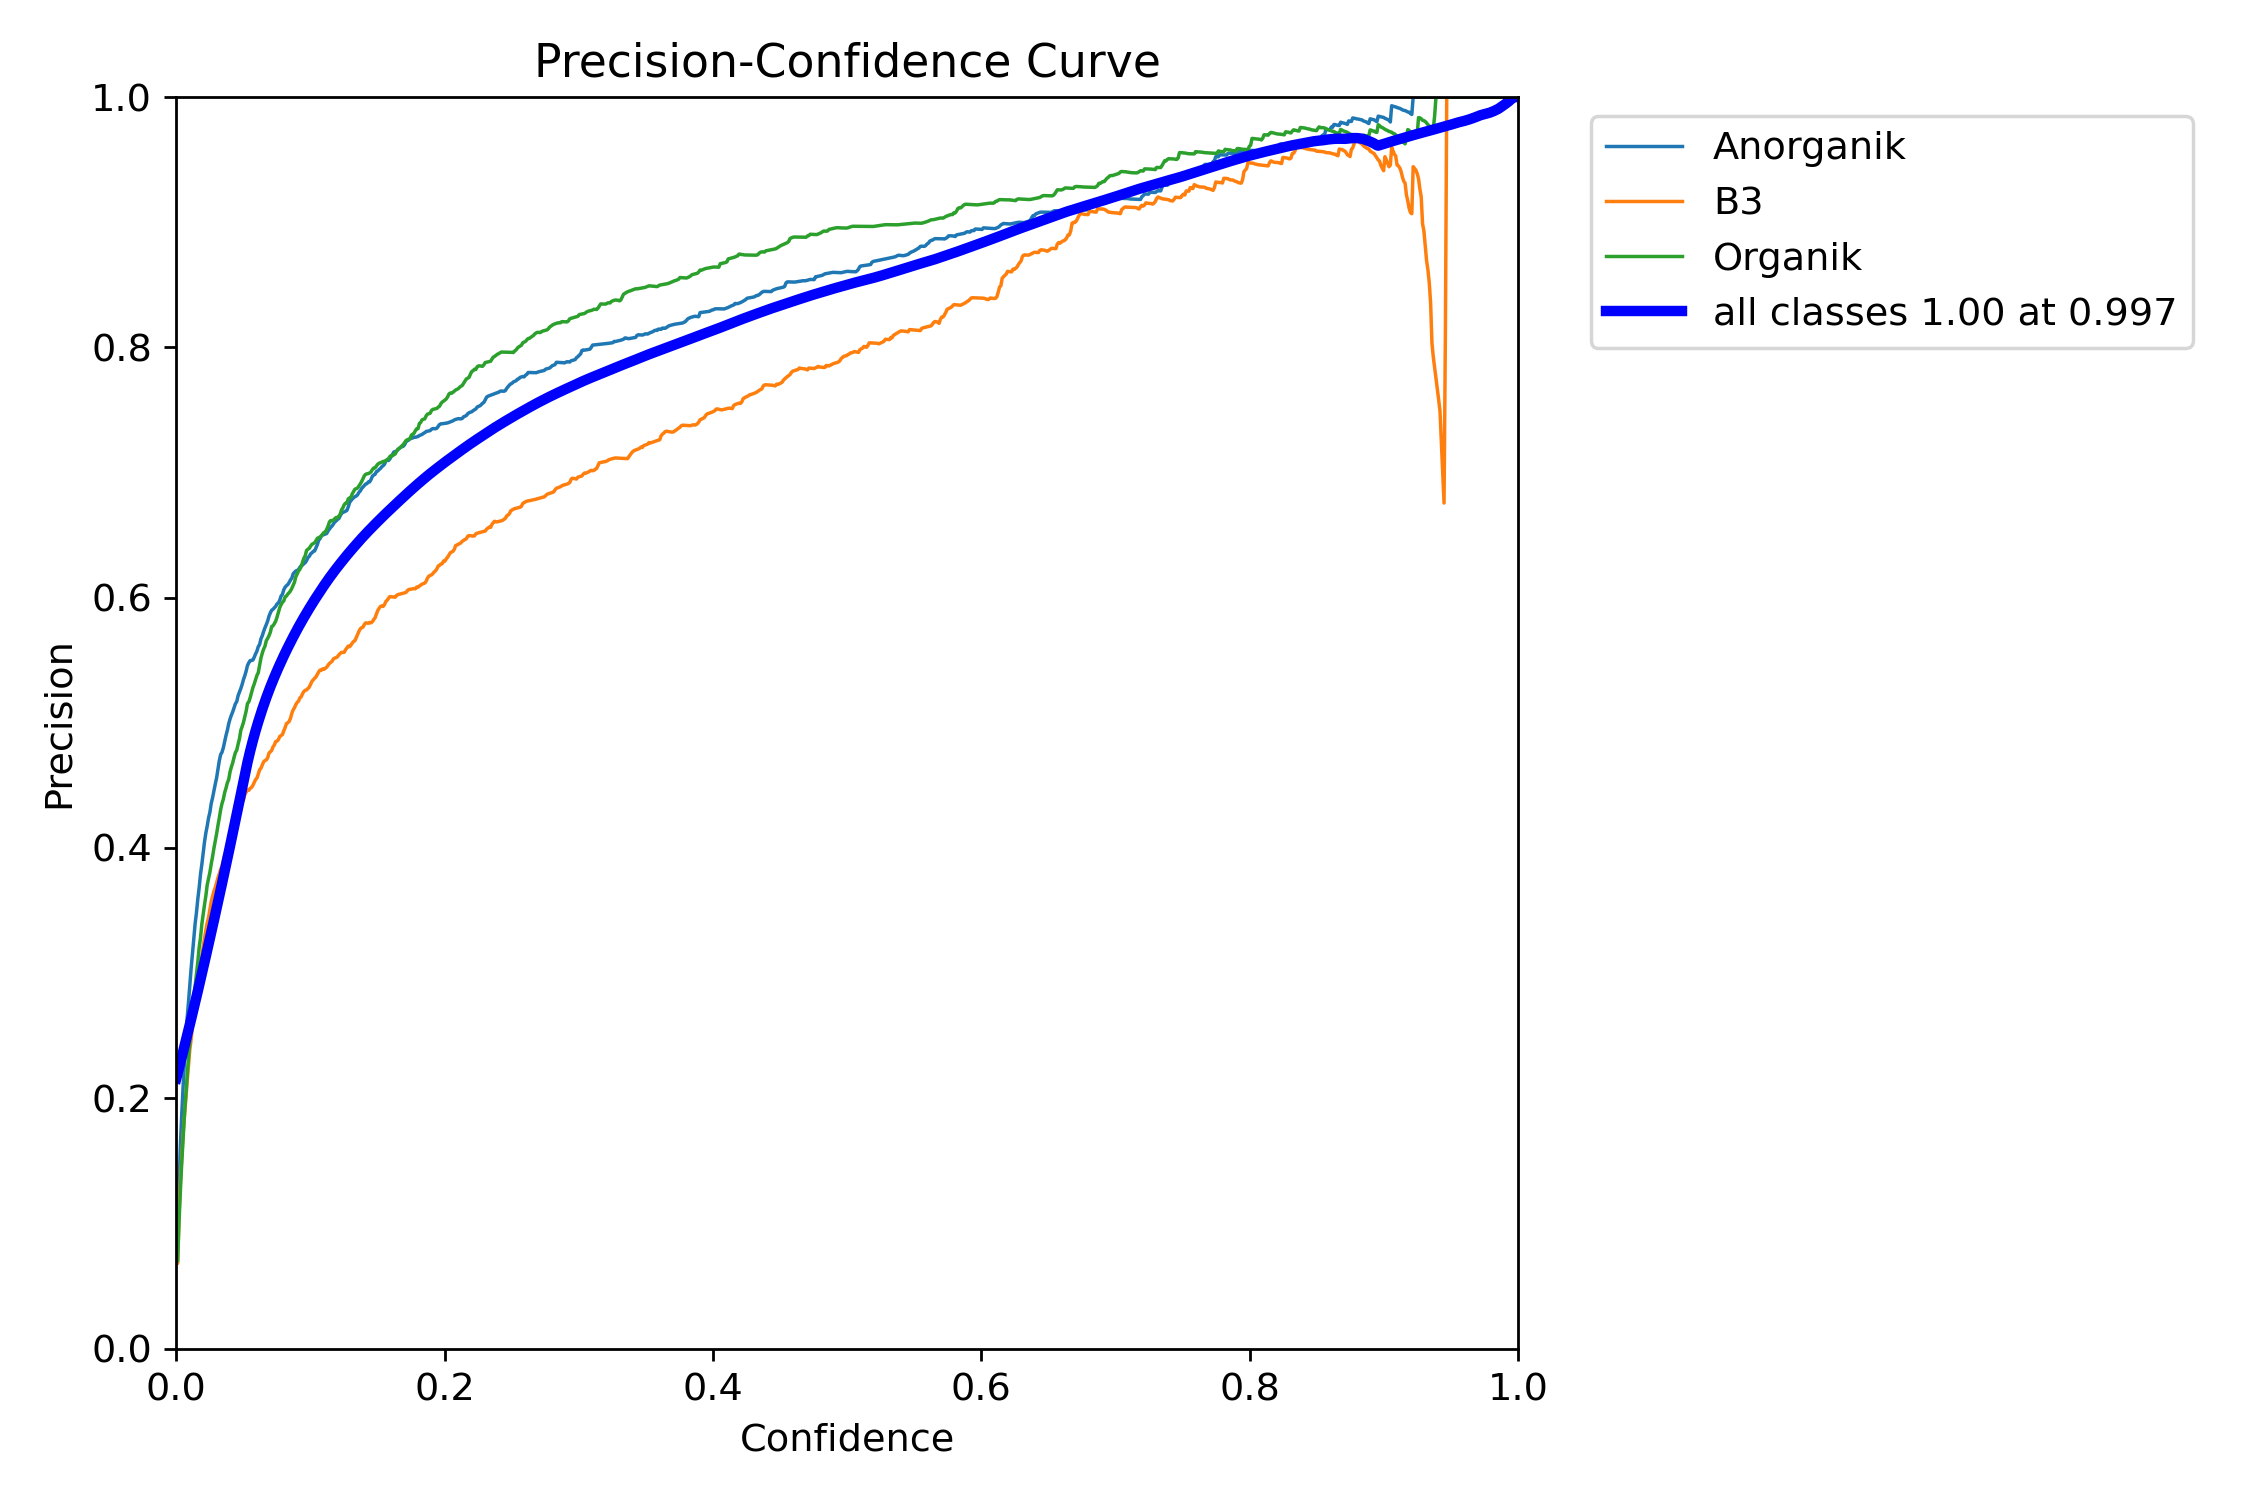 Precision-Confidence Curve
1.0
0.8
0.6
0.4
0.2
0.0
Precision
0.0 0.2 0.4 0.6 0.8 1.0
Confidence
Anorganik
B3
Organik
all classes 1.00 at 0.997